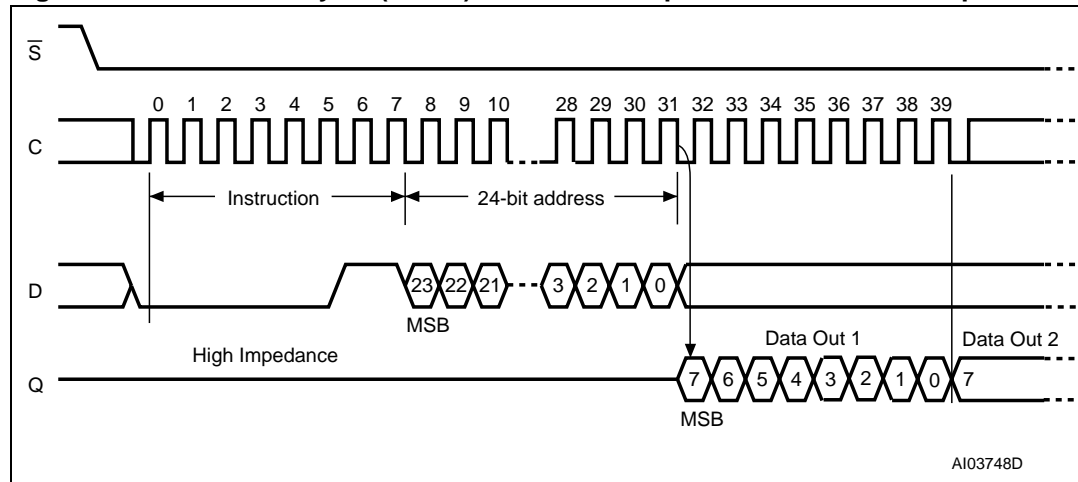 S
0 1 2 3 4 5 6 7 8 9 10 28 29 30 31 32 33 34 35 36 37 38 39
C
Instruction 24-bit address
D
23 22 21 3 2 1 0
MSB
High Impedance Data Out 1 Data Out 2
Q
7 6 5 4 3 2 1 0 7
MSB
AI03748D